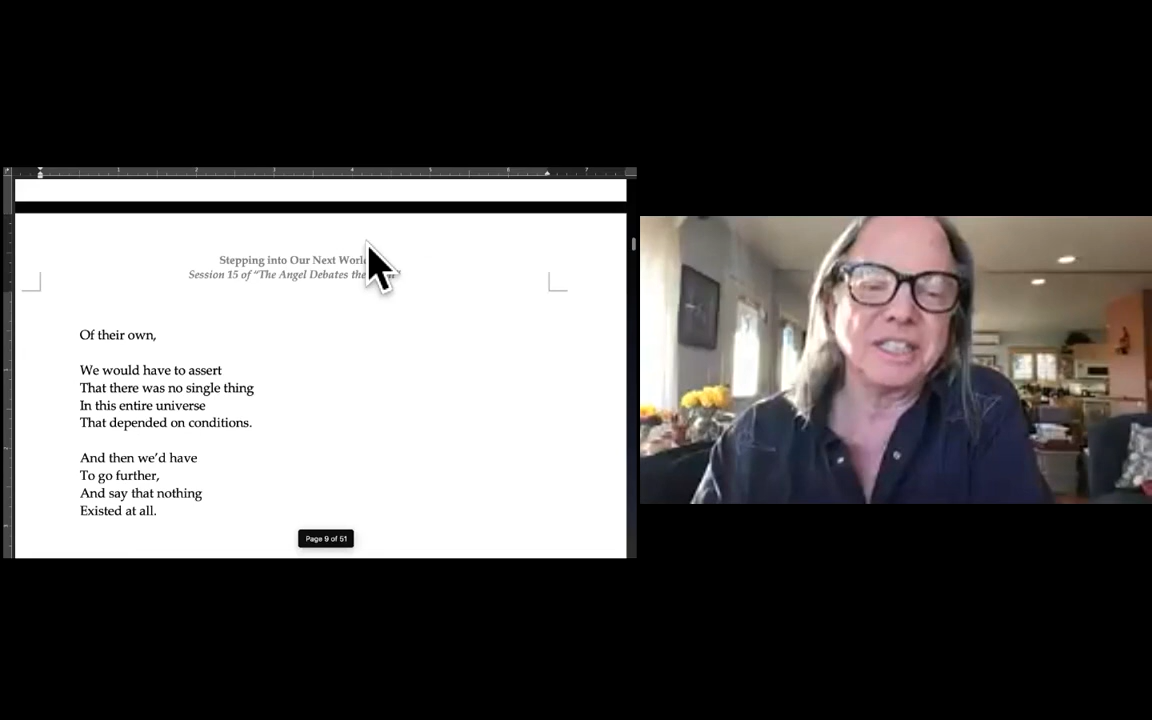 Stepping into Our Next World
Session 15 of “The Angel Debates the
Of their own,
We would have to assert
That there was no single thing
In this entire universe
That depended on conditions.
And then we’d have
To go further,
And say that nothing
Existed at all.
Page 9 of 51